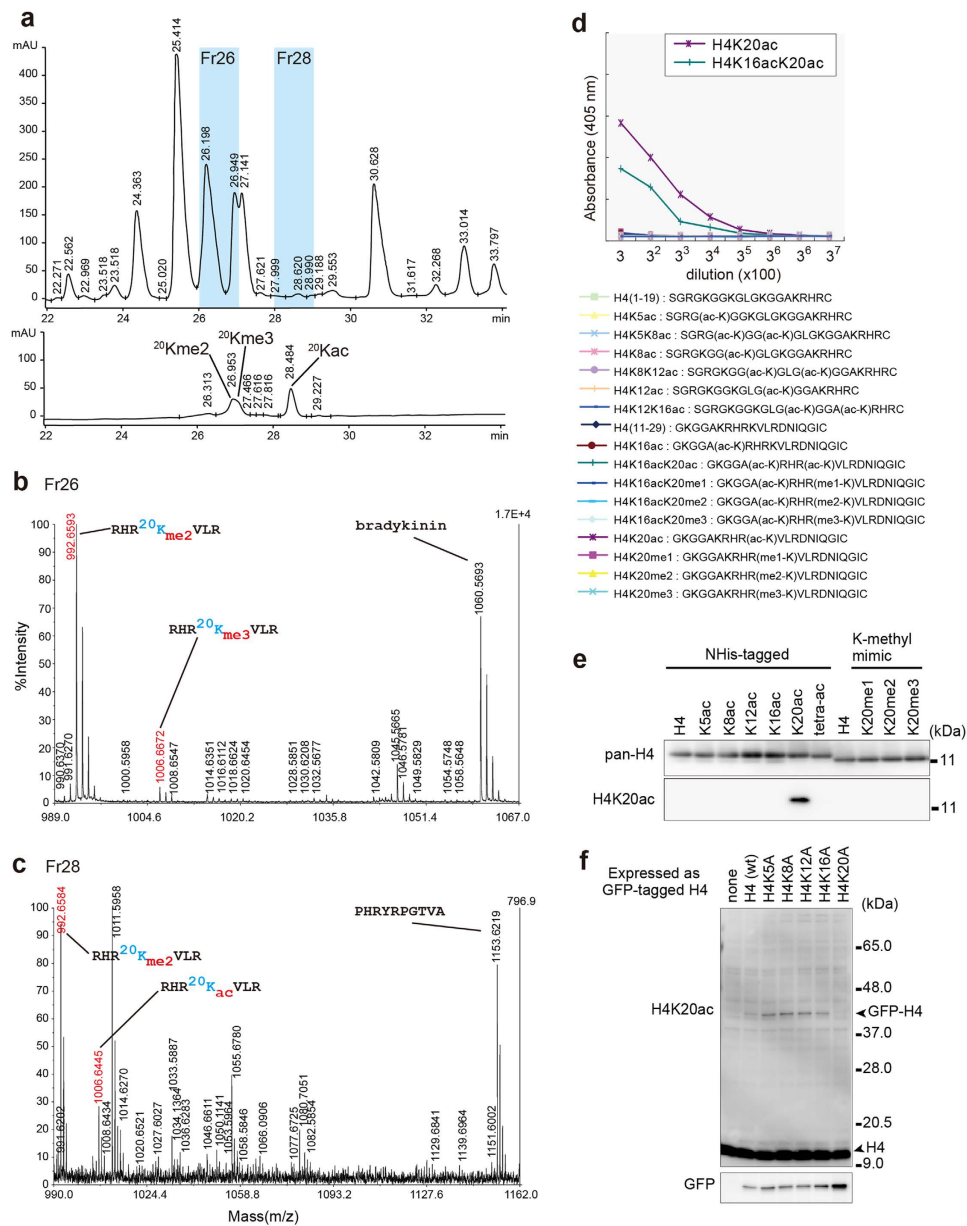 a
mAU
Fr26
Fr28
400
350
300
250
200
150
100
50
0
22.271
22.562
22.969
23.518
23.518
24.363
25.020
25.414
26.198
26.949
27.141
27.621
27.999
28.620
28.990
29.188
29.553
30.628
31.617
32.268
33.014
33.797
22
24
26
28
30
32
min
mAU
100
50
0
20Kme2
20Kme3
20Kac
26.313
26.953
27.466
27.616
27.816
28.484
29.227
22
24
26
28
30
32
min
b Fr26
%Intensity
100
90
80
70
60
50
40
30
20
10
0
1.7E+4
RHR20Kme2VLR
RHR20Kme3VLR
bradykinin
990.6370
991.6270
992.6593
1000.5958
1006.6672
1008.6547
1014.6351
1016.6112
1018.6624
1020.6454
1028.5851
1030.6208
1032.5677
1042.5809
1045.5665
1046.5781
1049.5829
1054.5748
1058.5648
1060.5693
989.0
1004.6
1020.2
1035.8
1051.4
1067.0
c Fr28
100
90
80
70
60
50
40
30
20
10
0
796.9
RHR20Kme2VLR
RHR20KacVLR
PHRYRPGTVA
991.6202
992.6584
1006.6445
1008.6434
1011.5958
1014.6270
1020.6521
1027.6027
1033.5887
1034.1364
1036.6283
1046.6611
1050.1141
1053.5964
1055.6780
1058.5846
1066.0906
1077.6725
1080.7051
1082.5854
1129.6841
1139.6964
1151.6002
1153.6219
990.0
1024.4
1058.8
1093.2
1127.6
1162.0
Mass(m/z)
d
H4K20ac
H4K16acK20ac
Absorbance (405 nm)
3
3²
3³
3⁴
3⁵
3⁶
3⁶
3⁷
dilution (x100)
H4(1-19) : SGRGKGGKGLGKGGAKRHRC
H4K5ac : SGRG(ac-K)GGKGLGKGGAKRHRC
H4K5K8ac : SGRG(ac-K)GG(ac-K)GLGKGGAKRHRC
H4K8ac : SGRGKGG(ac-K)GLGKGGAKRHRC
H4K8K12ac : SGRGKGG(ac-K)GLG(ac-K)GGAKRHRC
H4K12ac : SGRGKGGKGLG(ac-K)GGAKRHRC
H4K12K16ac : SGRGKGGKGLG(ac-K)GGA(ac-K)RHRC
H4(11-29) : GKGGAKRHRKVLRDNIQGIC
H4K16ac : GKGGA(ac-K)RHRKVLRDNIQGIC
H4K16acK20ac : GKGGA(ac-K)RHR(ac-K)VLRDNIQGIC
H4K16acK20me1 : GKGGA(ac-K)RHR(me1-K)VLRDNIQGIC
H4K16acK20me2 : GKGGA(ac-K)RHR(me2-K)VLRDNIQGIC
H4K16acK20me3 : GKGGA(ac-K)RHR(me3-K)VLRDNIQGIC
H4K20ac : GKGGAKRHR(ac-K)VLRDNIQGIC
H4K20me1 : GKGGAKRHR(me1-K)VLRDNIQGIC
H4K20me2 : GKGGAKRHR(me2-K)VLRDNIQGIC
H4K20me3 : GKGGAKRHR(me3-K)VLRDNIQGIC
e
NHis-tagged
K-methyl
mimic
H4
K5ac
K8ac
K12ac
K16ac
K20ac
tetra-ac
H4
K20me1
K20me2
K20me3
(kDa)
pan-H4
11
H4K20ac
11
f
Expressed as
GFP-tagged H4
none
H4 (wt)
H4K5A
H4K8A
H4K12A
H4K16A
H4K20A
(kDa)
65.0
48.0
H4K20ac
GFP-H4
37.0
28.0
20.5
H4
9.0
GFP